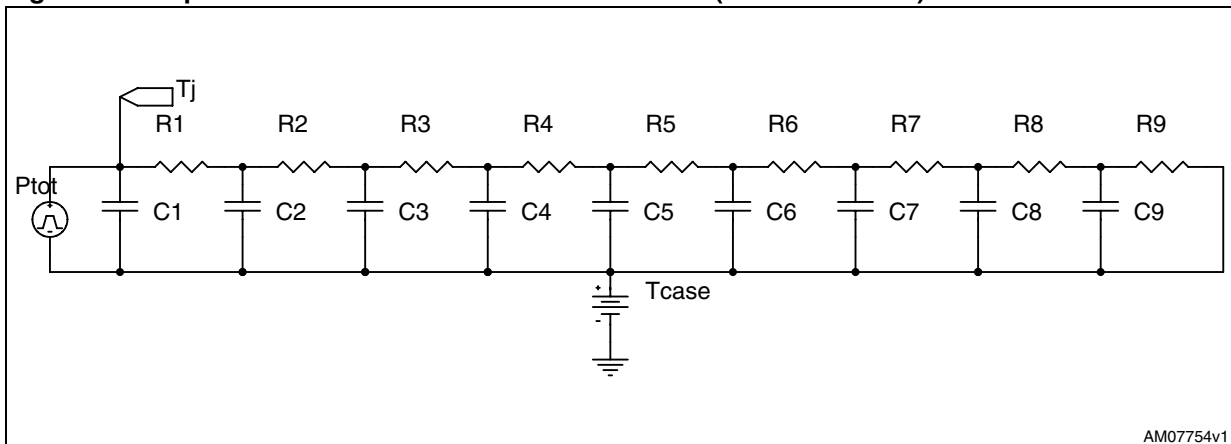 Tj
R1 R2 R3 R4 R5 R6 R7 R8 R9
Ptot
+
-
C1 C2 C3 C4 C5 C6 C7 C8 C9
+
Tcase
-
AM07754v1